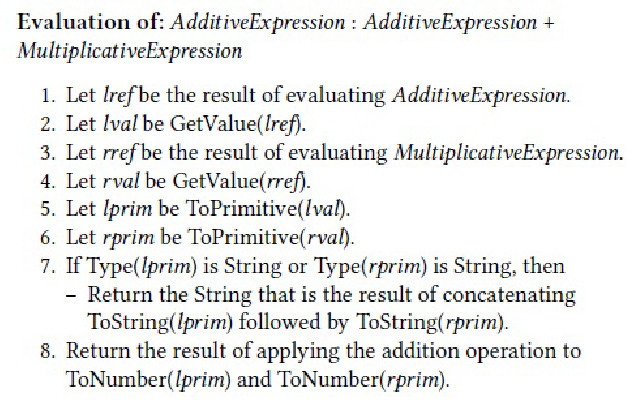 Evaluation of: AdditiveExpression : AdditiveExpression +
MultiplicativeExpression
1. Let lref be the result of evaluating AdditiveExpression.
2. Let lval be GetValue(lref).
3. Let rref be the result of evaluating MultiplicativeExpression.
4. Let rval be GetValue(rref).
5. Let lprim be ToPrimitive(lval).
6. Let rprim be ToPrimitive(rval).
7. If Type(lprim) is String or Type(rprim) is String, then
– Return the String that is the result of concatenating
ToString(lprim) followed by ToString(rprim).
8. Return the result of applying the addition operation to
ToNumber(lprim) and ToNumber(rprim).